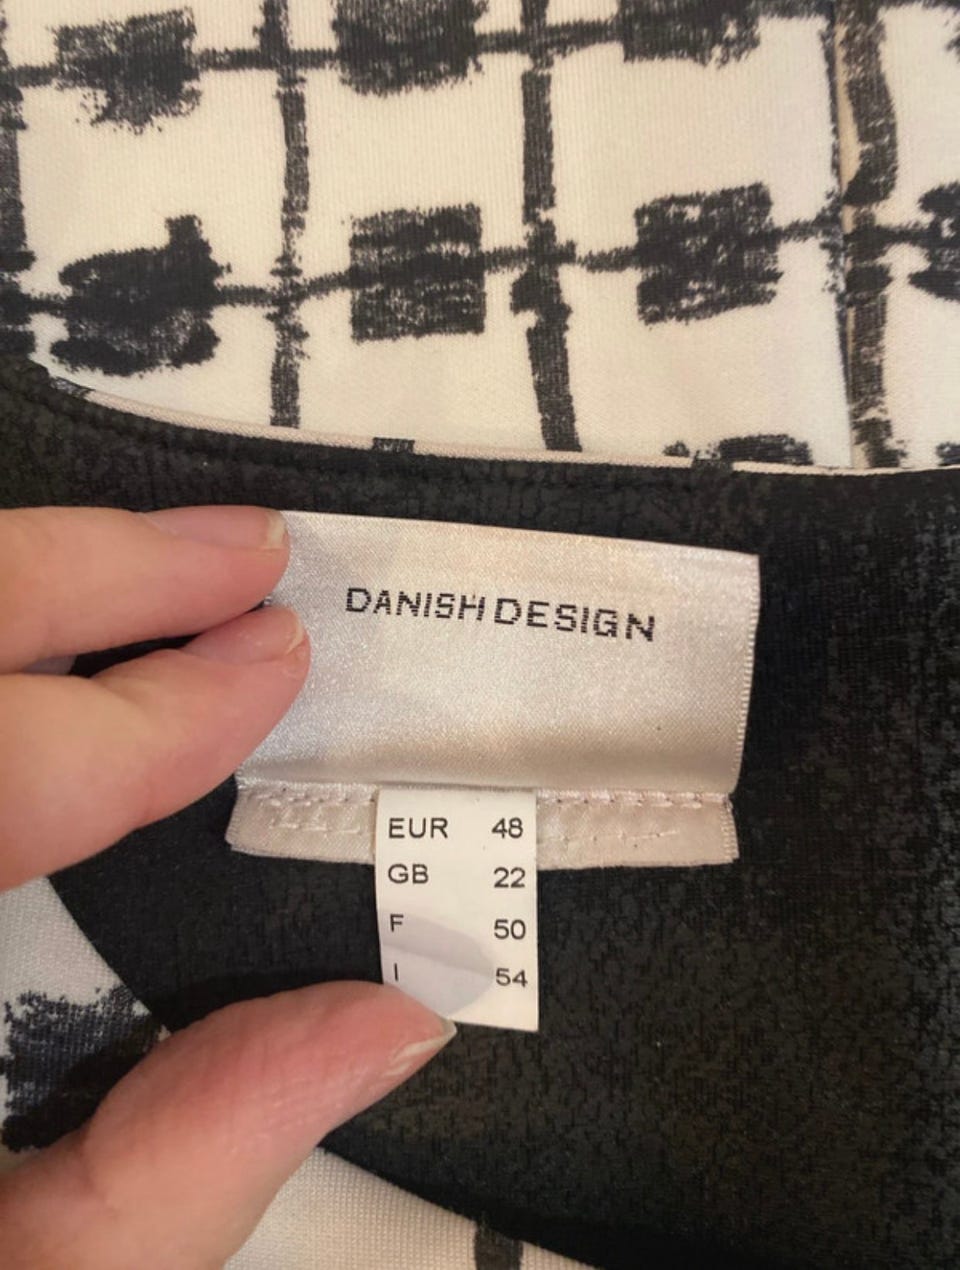 DANISH DESIGN
EUR 48
GB 22
F 50
I 54